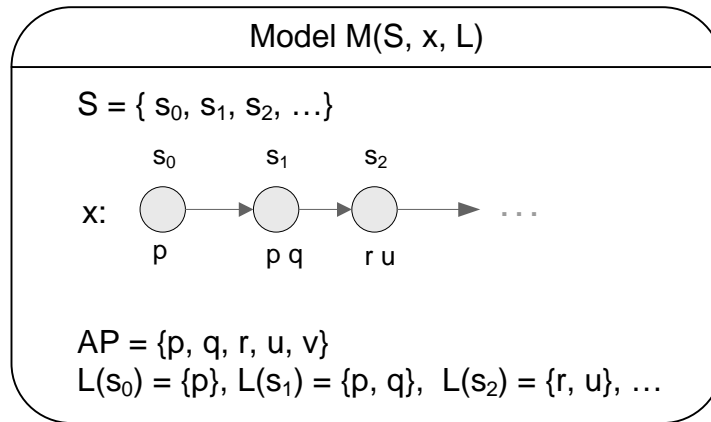 Model M(S, x, L)
S = { s₀, s₁, s₂, …}
s₀ s₁ s₂
x: …
p p q r u
AP = {p, q, r, u, v}
L(s₀) = {p}, L(s₁) = {p, q}, L(s₂) = {r, u}, …